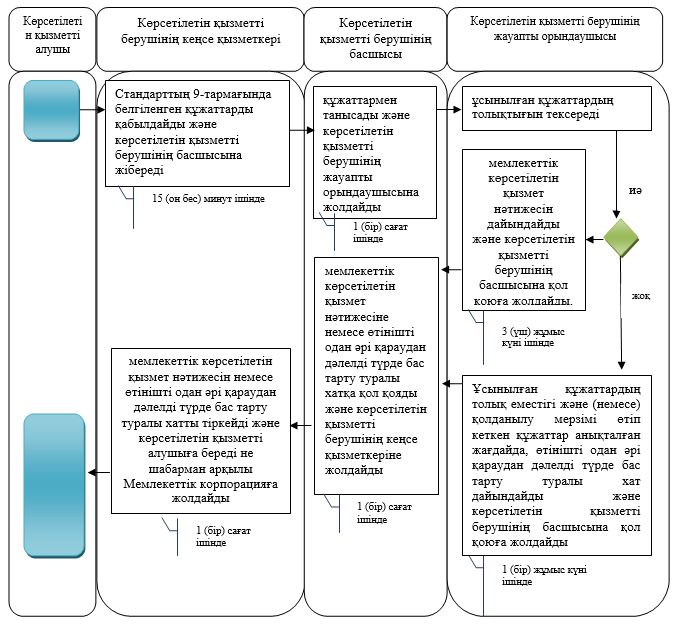 Көрсетілеті
н қызметті
алушы
Көрсетілетін қызметті
берушінің кеңсе қызметкері
Көрсетілетін
қызметті берушінің
басшысы
Көрсетілетін қызметті берушінің
жауапты орындаушысы
Стандарттың 9-тармағында
белгіленген құжаттарды
қабылдайды және
көрсетілетін қызметті
берушінің басшысына
жібереді
15 (он бес) минут ішінде
құжаттармен
танысады және
көрсетілетін
қызметті
берушінің
жауапты
орындаушысына
жолдайды
1 (бір) сағат
ішінде
ұсынылған құжаттардың
толықтығын тексереді
иә
жоқ
мемлекеттік
көрсетілетін
қызмет
нәтижесін
дайындайды
және көрсетілетін
қызметті
берушінің
басшысына қол
қоюға жолдайды.
3 (үш) жұмыс
күні ішінде
Ұсынылған құжаттардың
толық еместігі және (немесе)
қолданылу мерзімі өтіп
кеткен құжаттар анықталған
жағдайда, өтінішті одан әрі
қараудан дәлелді түрде бас
тарту туралы хат
дайындайды және
көрсетілетін қызметті
берушінің басшысына қол
қоюға жолдайды
1 (бір) жұмыс күні
ішінде
мемлекеттік
көрсетілетін
қызмет
нәтижесіне
немесе өтінішті
одан әрі қараудан
дәлелді түрде бас
тарту туралы
хатқа қол қояды
және көрсетілетін
қызметті
берушінің кеңсе
қызметкеріне
жолдайды
1 (бір) сағат
ішінде
мемлекеттік көрсетілетін
қызмет нәтижесін немесе
өтінішті одан әрі қараудан
дәлелді түрде бас тарту
туралы хатты тіркейді және
көрсетілетін қызметті
алушыға береді не
шабарман арқылы
Мемлекеттік корпорацияға
жолдайды
1 (бір) сағат
ішінде